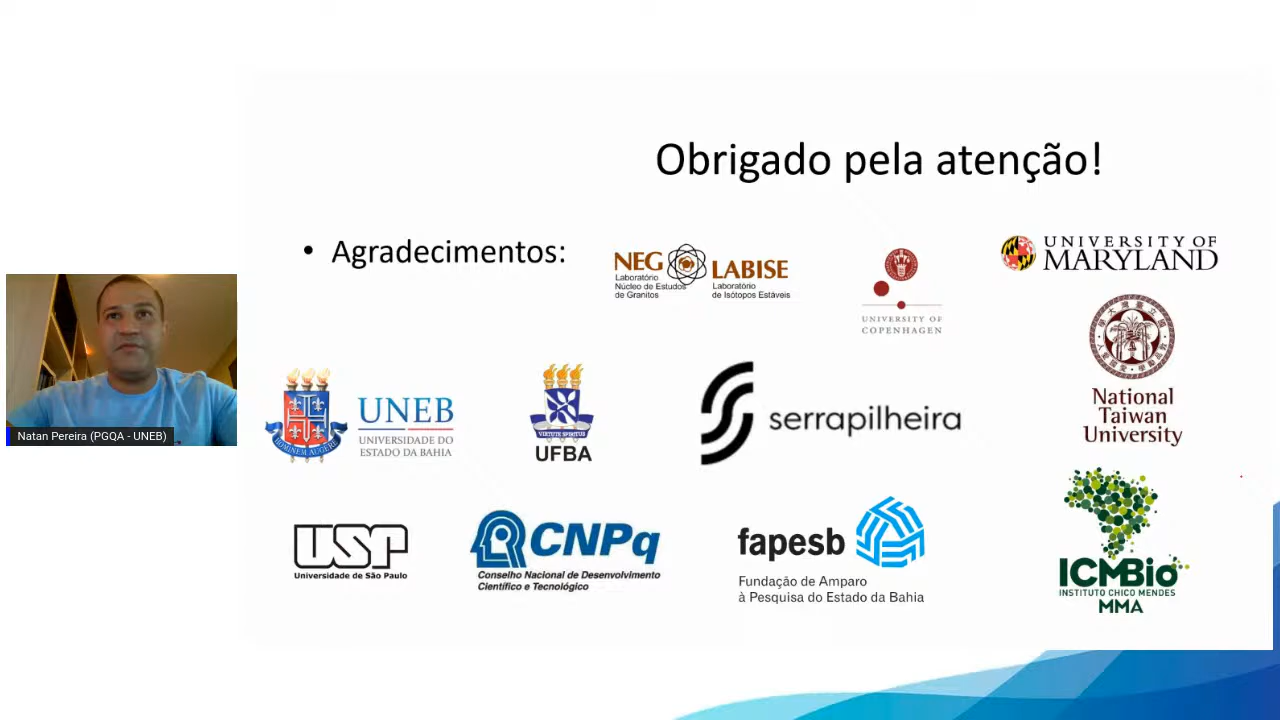 Obrigado pela atenção!
• Agradecimentos:
NEG LABISE
Laboratório
Núcleo de Estudos
de Granitos
Laboratório
de Isótopos Estáveis
UNIVERSITY OF
COPENHAGEN
UNIVERSITY OF
MARYLAND
National
Taiwan
University
UNEB
UNIVERSIDADE DO
ESTADO DA BAHIA
VIRTUTE SPIRITUS
UFBA
serrapilheira
Natan Pereira (PGQA - UNEB)
USP
Universidade de São Paulo
CNPq
Conselho Nacional de Desenvolvimento
Científico e Tecnológico
fapesb
Fundação de Amparo
à Pesquisa do Estado da Bahia
ICMBio
INSTITUTO CHICO MENDES
MMA